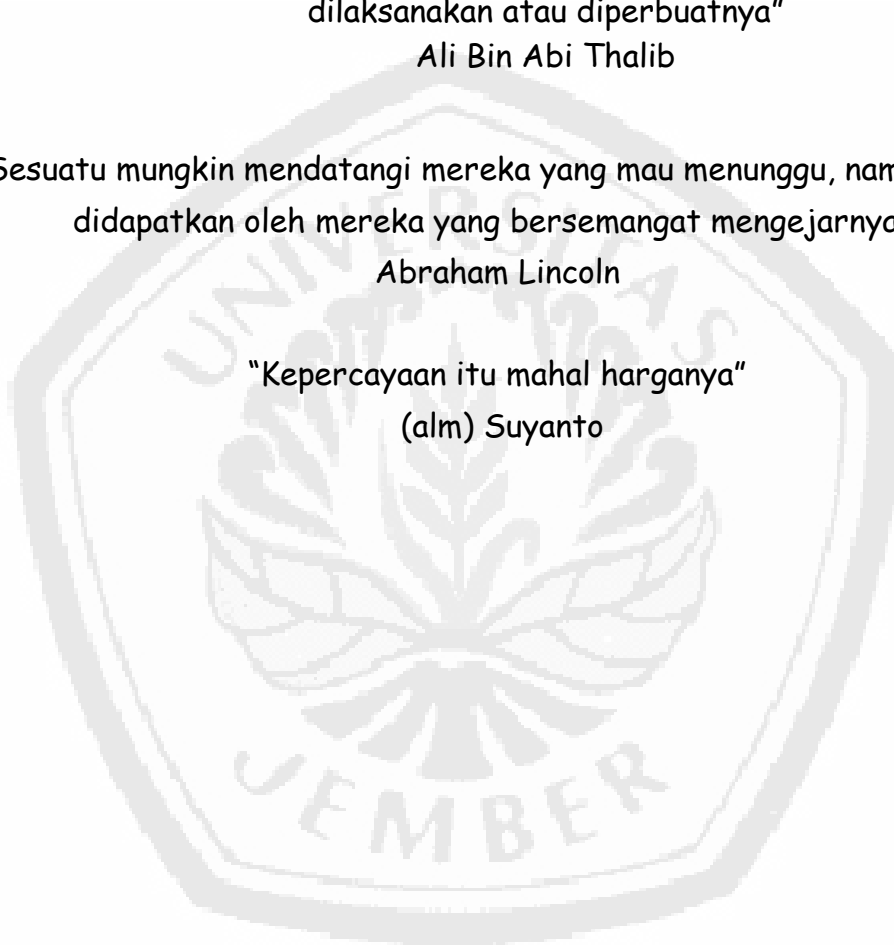 dilaksanakan atau diperbuatnya”
Ali Bin Abi Thalib
Sesuatu mungkin mendatangi mereka yang mau menunggu,
didapatkan oleh mereka yang bersemangat mengejarnya
Abraham Lincoln
“Kepercayaan itu mahal harganya”
(alm) Suyanto
UNIVERSITAS
JEMBER